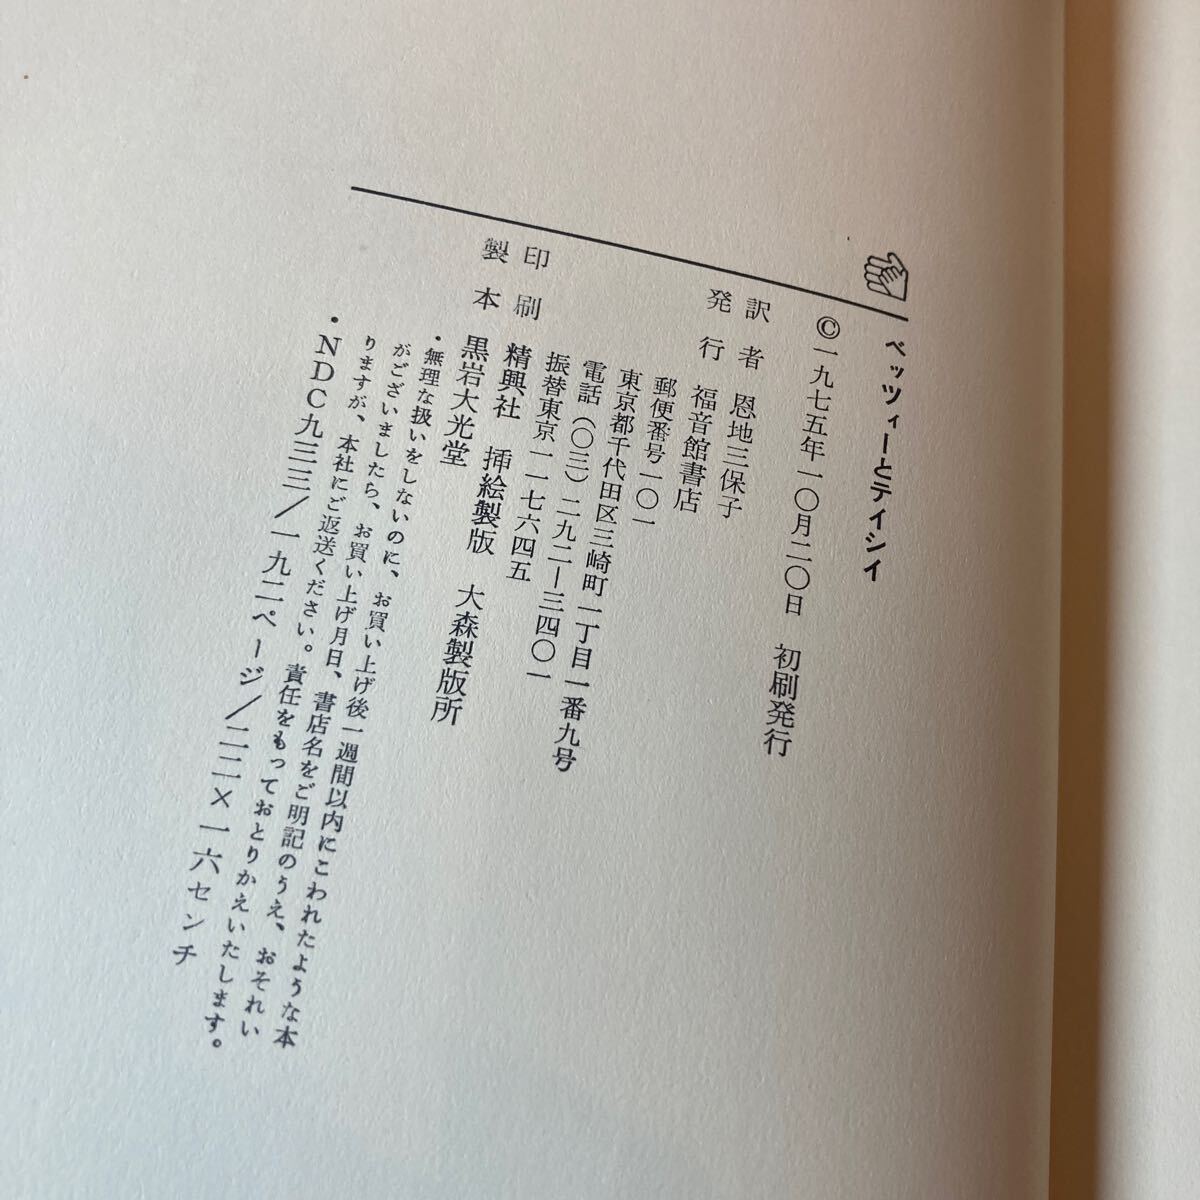 ベッツィーとテイシイ
©一九七五年一〇月二〇日　初刷発行
訳者　恩地三保子
発行　福音館書店
郵便番号一〇一
東京都千代田区三崎町一丁目一番九号
電話（〇三）二九二―三四〇一
振替東京一―一七六四五
印刷　精興社　挿絵製版　大森製版所
製本　黒岩大光堂
・無理な扱いをしないのに、お買い上げ後一週間以内にこわれたような本
がございましたら、お買い上げ月日、書店名をご明記のうえ、おそれい
りますが、本社にご返送ください。責任をもっておとりかえいたします。
・NDC九三三／一九二ページ／二二×一六センチ